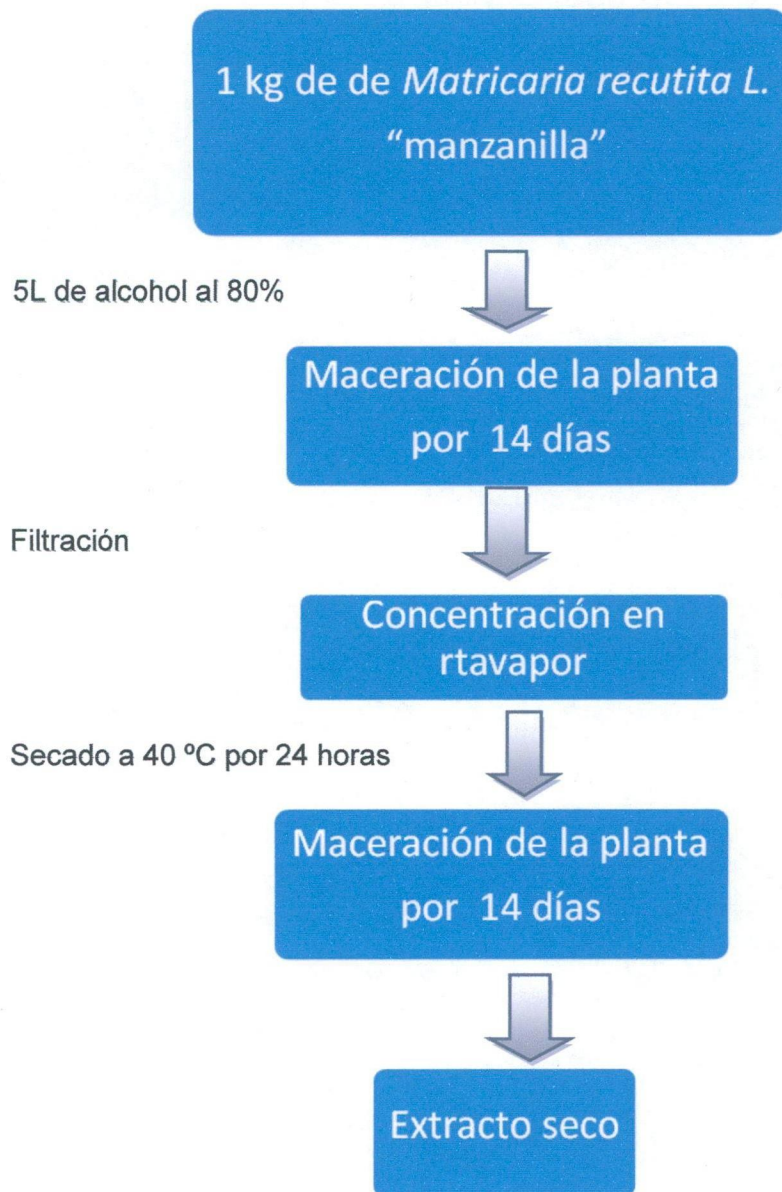 1 kg de de Matricaria recutita L.
“manzanilla”
5L de alcohol al 80%
Maceración de la planta
por 14 días
Filtración
Concentración en
rtavapor
Secado a 40 ºC por 24 horas
Maceración de la planta
por 14 días
Extracto seco